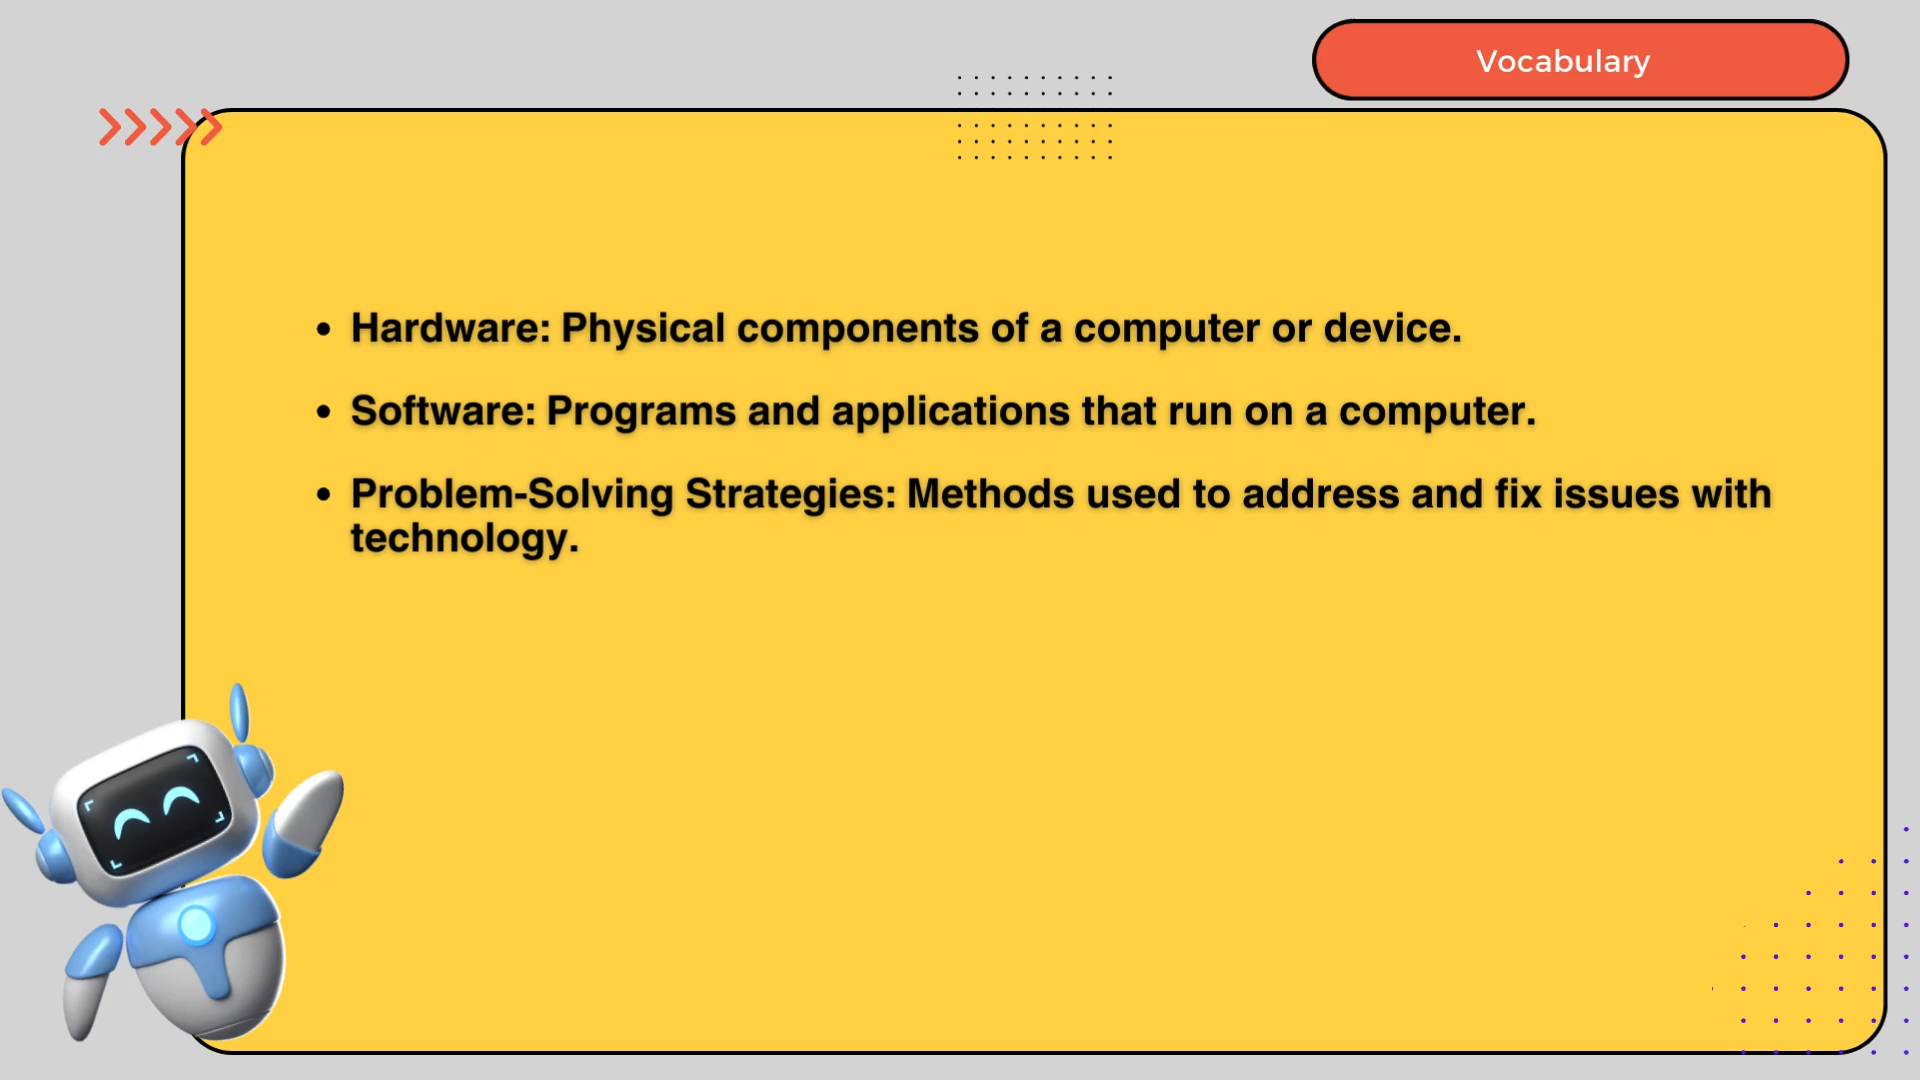 Vocabulary
• Hardware: Physical components of a computer or device.
• Software: Programs and applications that run on a computer.
• Problem-Solving Strategies: Methods used to address and fix issues with
technology.